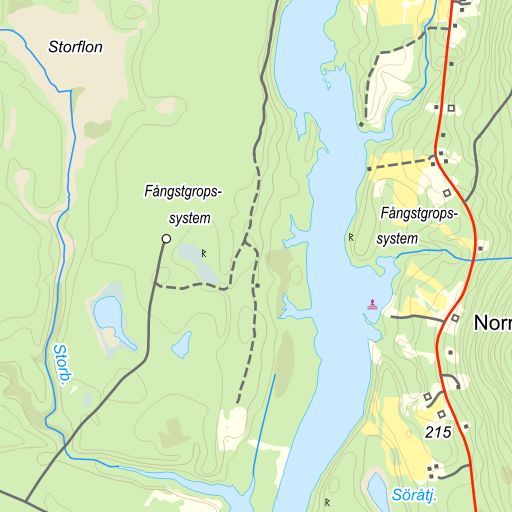 Storflon
Fångstgrops-
system
R
Fångstgrops-
system
R
Norr
Storb.
215
Söråtj.
R